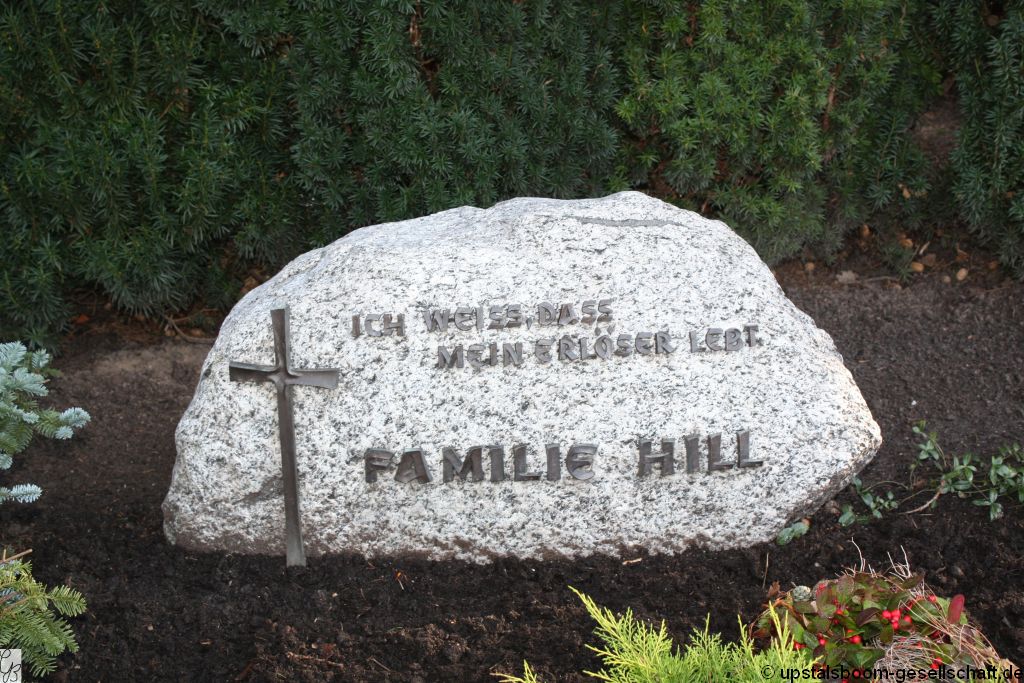 ICH WEISS, DASS
MEIN ERLÖSER LEBT.
FAMILIE HILL
© upstalsboom-gesellschaft.de